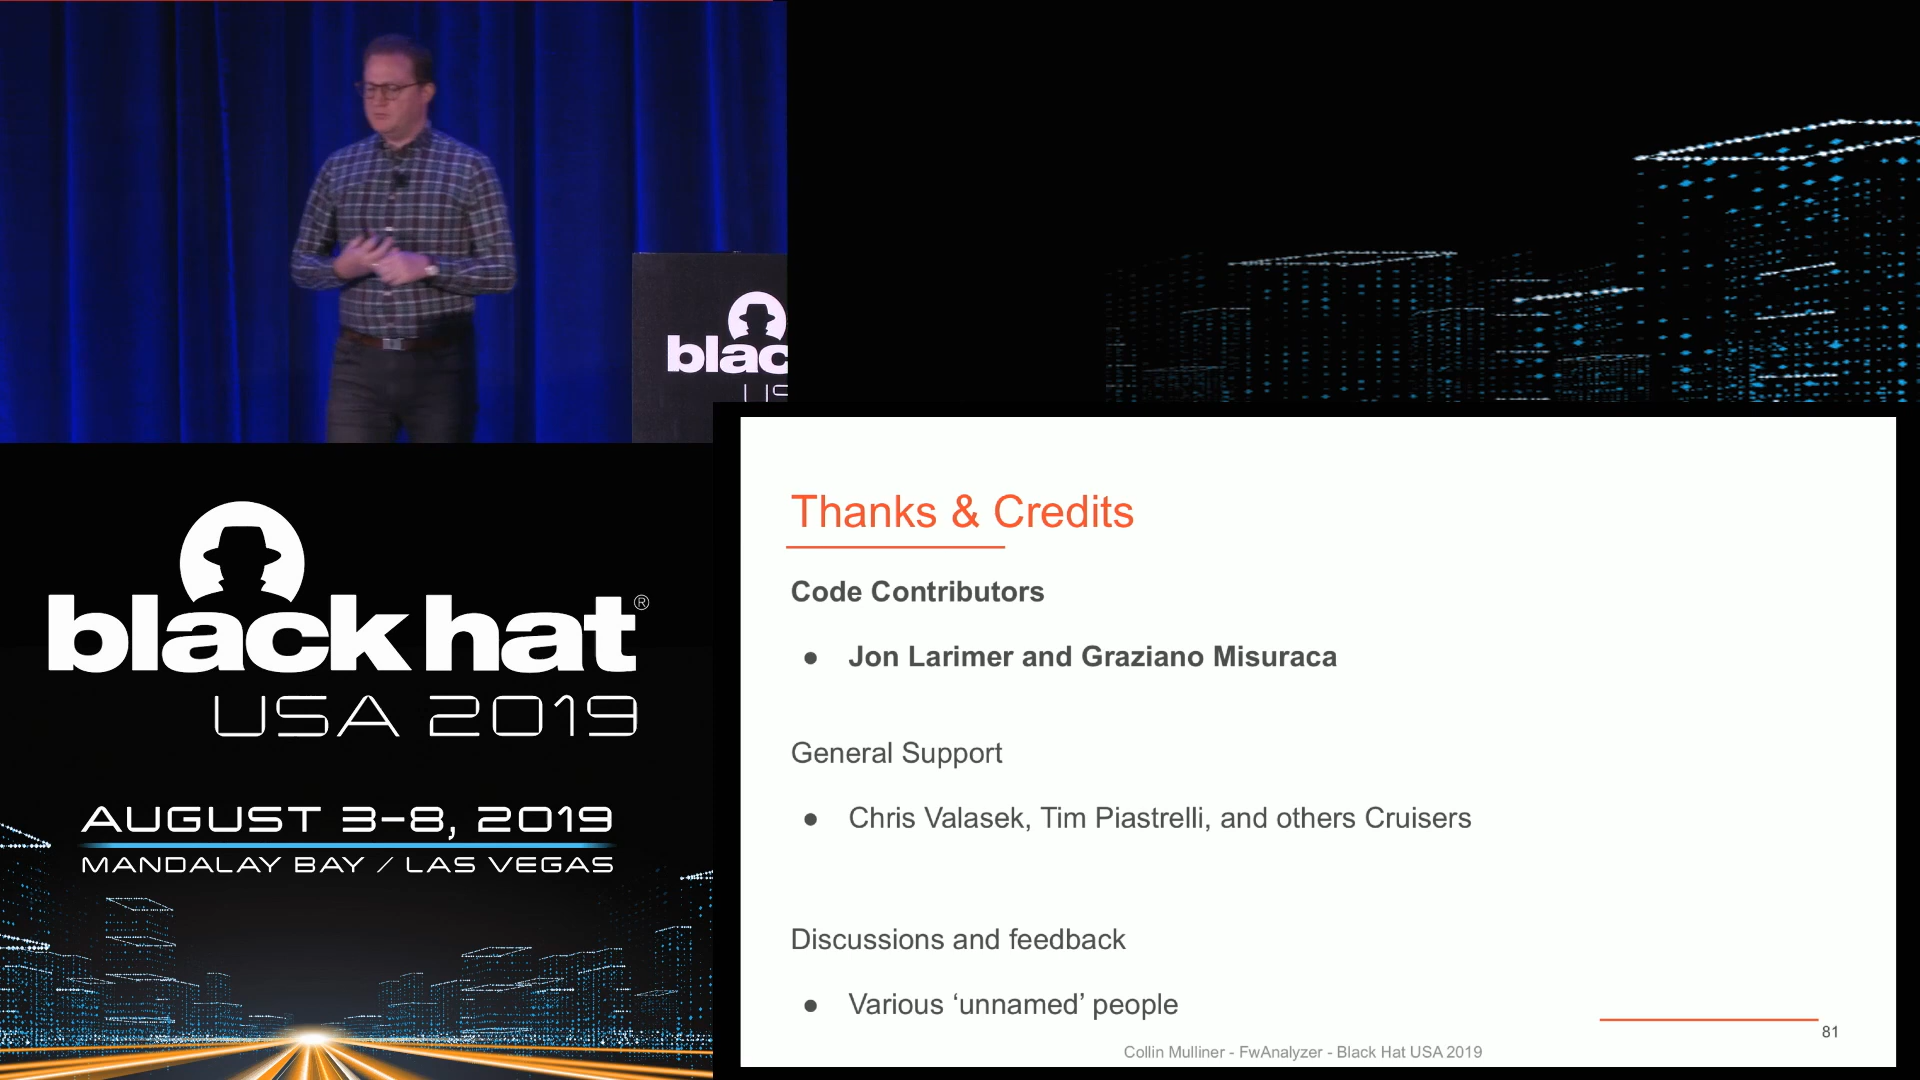 blac
US
black hat®
USA 2019
AUGUST 3-8, 2019
MANDALAY BAY / LAS VEGAS
Thanks & Credits
Code Contributors
● Jon Larimer and Graziano Misuraca
General Support
● Chris Valasek, Tim Piastrelli, and others Cruisers
Discussions and feedback
● Various ‘unnamed’ people
81
Collin Mulliner - FwAnalyzer - Black Hat USA 2019